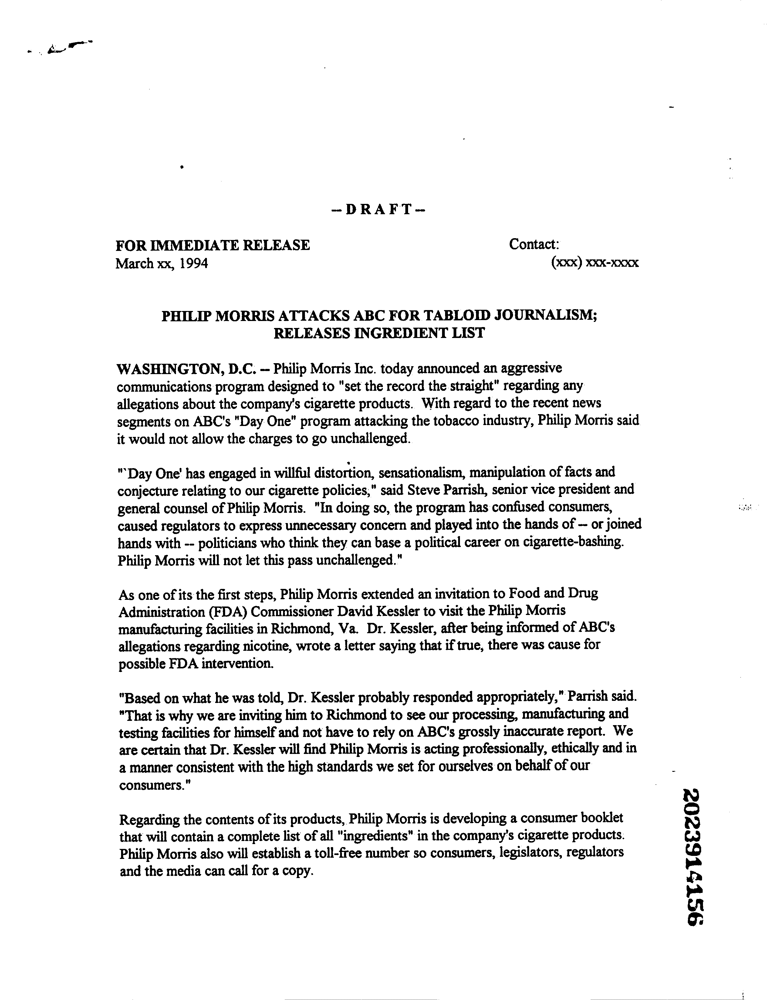 --DRAFT--
FOR IMMEDIATE RELEASE Contact:
March xx, 1994 (xxx) xxx-xxxx
PHILIP MORRIS ATTACKS ABC FOR TABLOID JOURNALISM;
RELEASES INGREDIENT LIST
WASHINGTON, D.C. -- Philip Morris Inc. today announced an aggressive
communications program designed to "set the record the straight" regarding any
allegations about the company's cigarette products. With regard to the recent news
segments on ABC's "Day One" program attacking the tobacco industry, Philip Morris said
it would not allow the charges to go unchallenged.
"`Day One' has engaged in willful distortion, sensationalism, manipulation of facts and
conjecture relating to our cigarette policies," said Steve Parrish, senior vice president and
general counsel of Philip Morris. "In doing so, the program has confused consumers,
caused regulators to express unnecessary concern and played into the hands of -- or joined
hands with -- politicians who think they can base a political career on cigarette-bashing.
Philip Morris will not let this pass unchallenged."
As one of its the first steps, Philip Morris extended an invitation to Food and Drug
Administration (FDA) Commissioner David Kessler to visit the Philip Morris
manufacturing facilities in Richmond, Va. Dr. Kessler, after being informed of ABC's
allegations regarding nicotine, wrote a letter saying that if true, there was cause for
possible FDA intervention.
"Based on what he was told, Dr. Kessler probably responded appropriately," Parrish said.
"That is why we are inviting him to Richmond to see our processing, manufacturing and
testing facilities for himself and not have to rely on ABC's grossly inaccurate report. We
are certain that Dr. Kessler will find Philip Morris is acting professionally, ethically and in
a manner consistent with the high standards we set for ourselves on behalf of our
consumers."
Regarding the contents of its products, Philip Morris is developing a consumer booklet
that will contain a complete list of all "ingredients" in the company's cigarette products.
Philip Morris also will establish a toll-free number so consumers, legislators, regulators
and the media can call for a copy.
2023914156